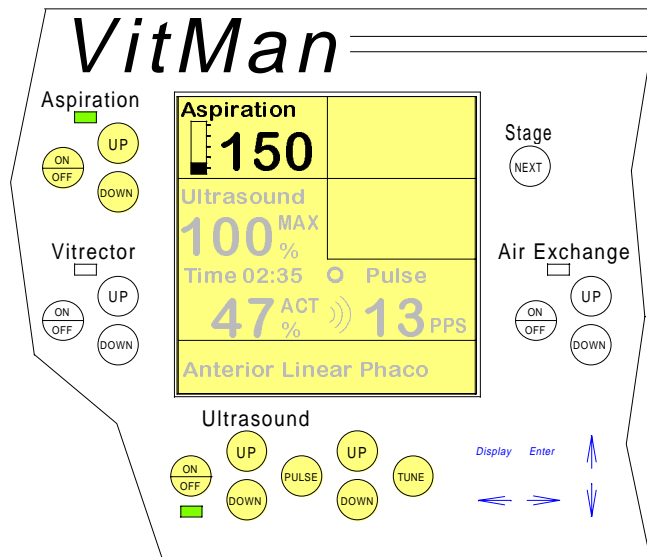 VitMan
Aspiration
UP
ON
OFF
DOWN
Vitrector
UP
ON
OFF
DOWN
Aspiration
150
Ultrasound
100 MAX %
Time 02:35 Pulse
47 ACT % 13 PPS
Anterior Linear Phaco
Stage
NEXT
Air Exchange
UP
ON
OFF
DOWN
Ultrasound
UP UP
ON
OFF
PULSE TUNE
DOWN DOWN
Display Enter